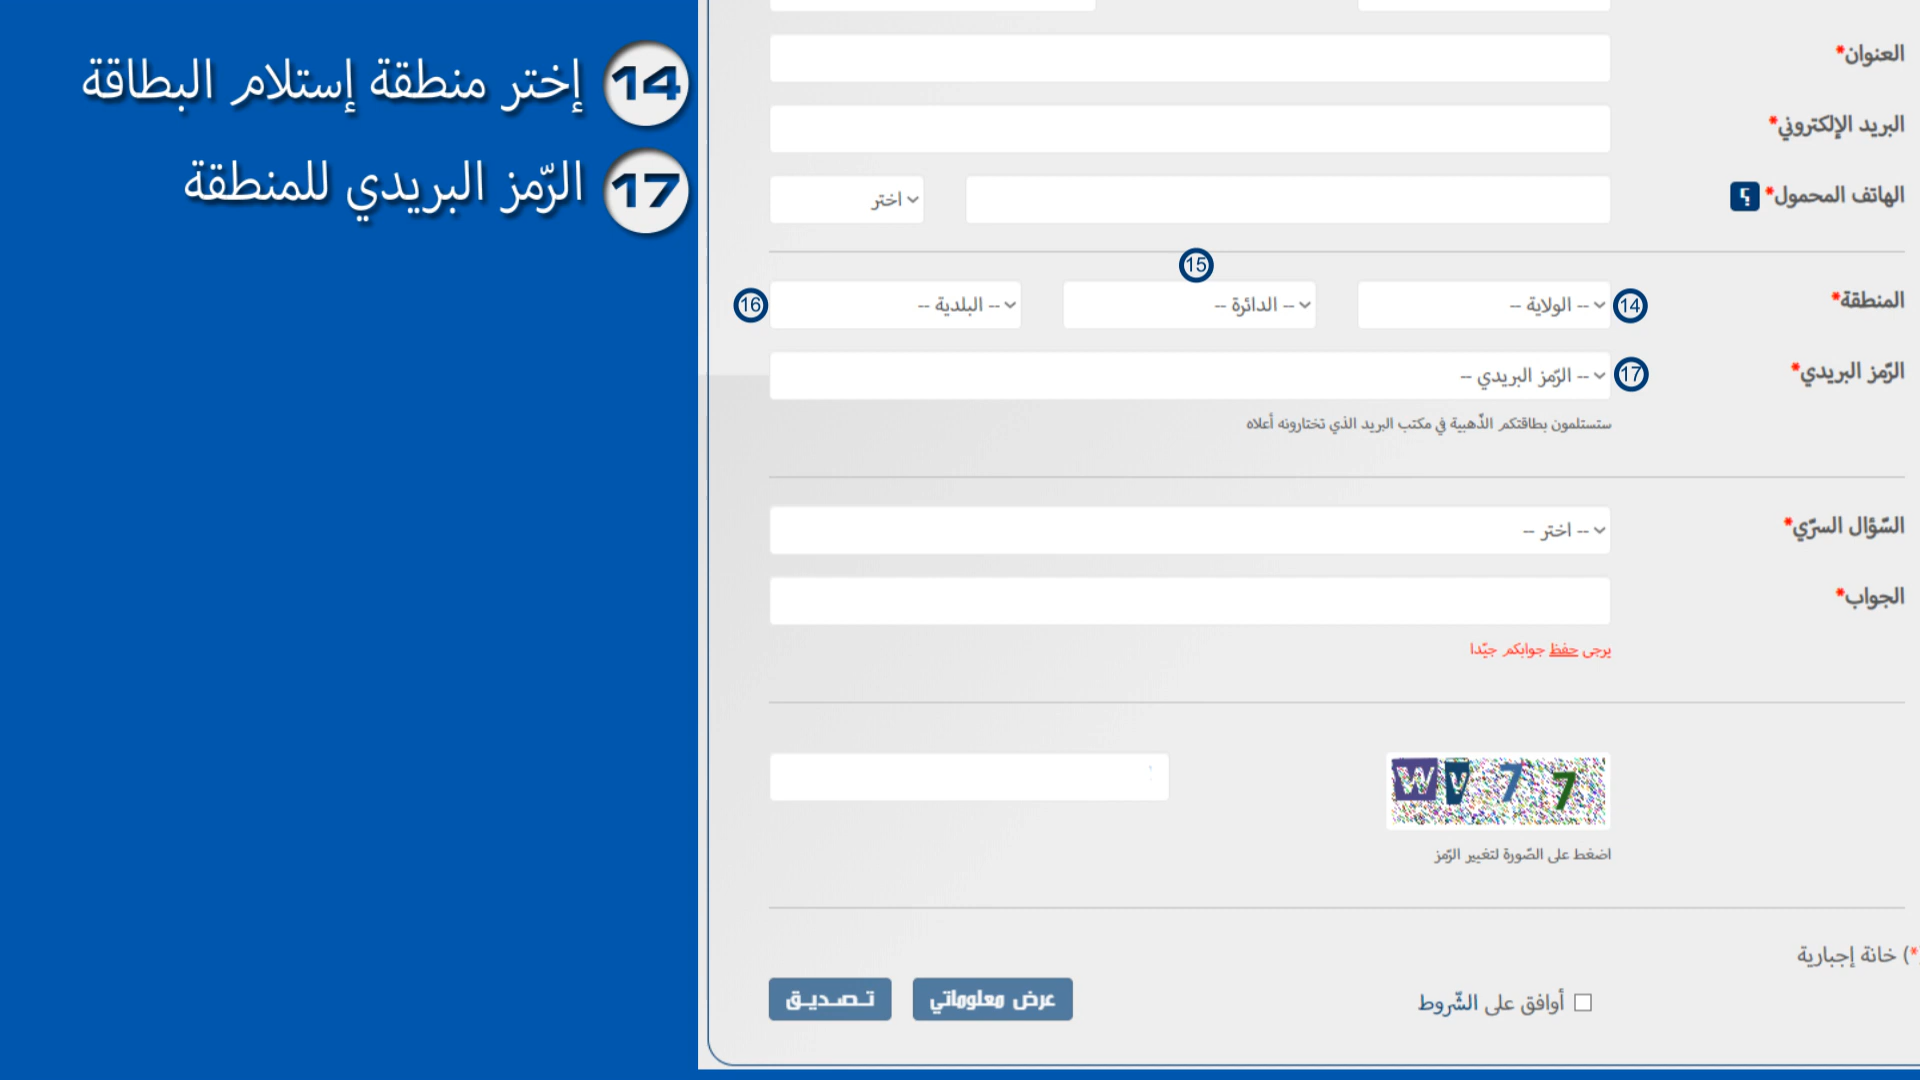 14 إختر منطقة إستلام البطاقة
17 الرّمز البريدي للمنطقة
العنوان*
البريد الإلكتروني*
الهاتف المحمول* ؟
اختر
15
المنطقة*
14 -- الولاية --
-- الدائرة --
-- البلدية -- 16
الرّمز البريدي*
17 -- الرّمز البريدي --
ستستلمون بطاقتكم الذّهبية في مكتب البريد الذي تختارونه أعلاه
السّؤال السرّي*
-- اختر --
الجواب*
يرجى حفظ جوابكم جيّدا
W y 7 7
اضغط على الصّورة لتغيير الرّمز
(*) خانة إجبارية
أوافق على الشّروط
عرض معلوماتي
تـصـديـق